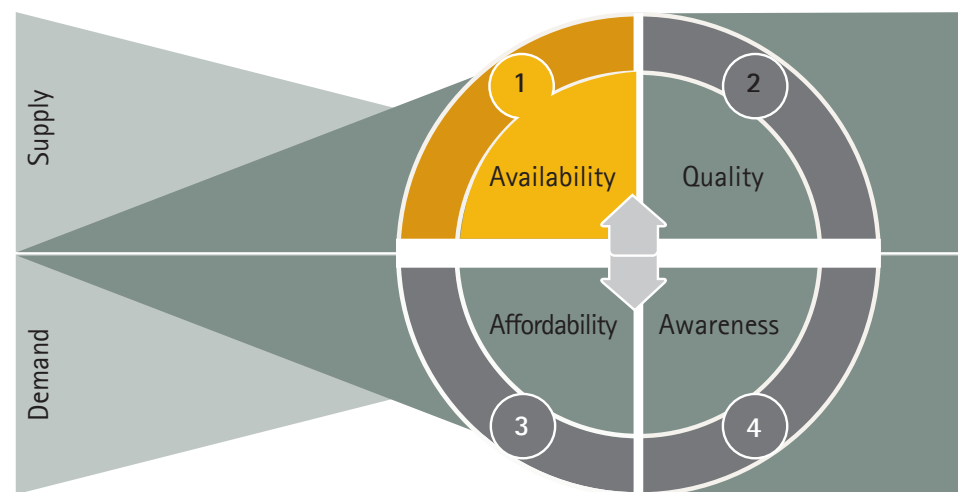 Supply
1
2
Availability
Quality
Demand
Affordability
Awareness
3
4